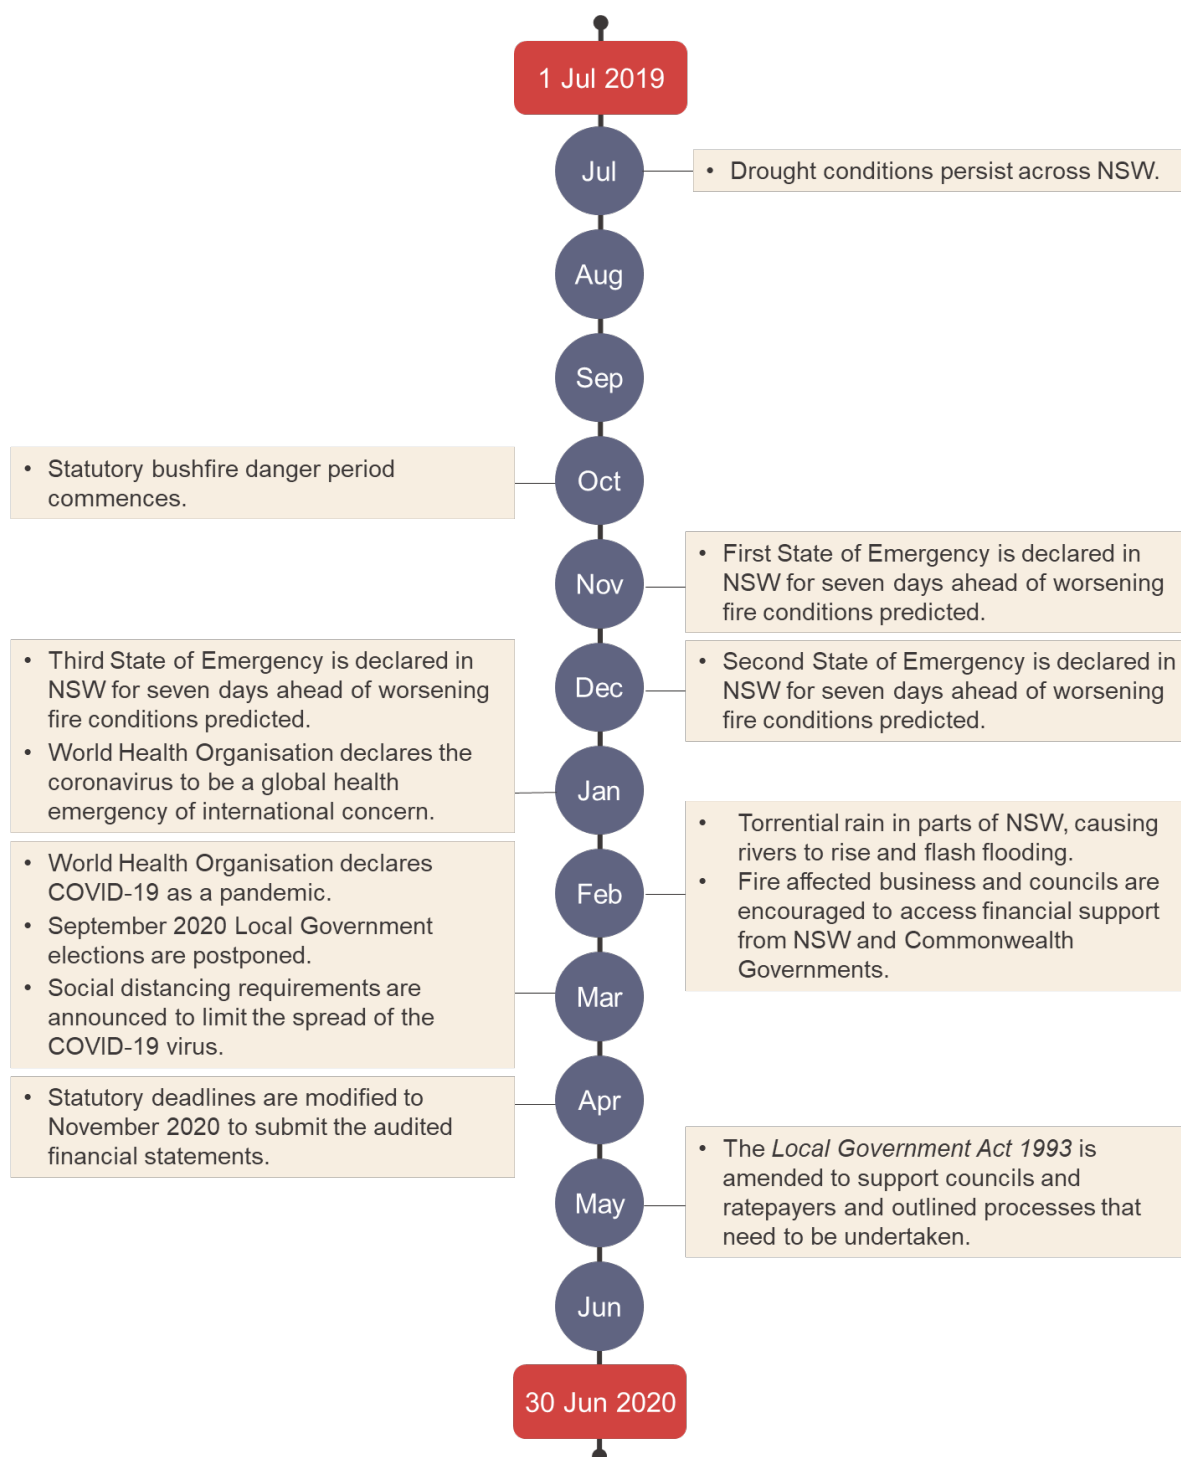 1 Jul 2019
Jul
• Drought conditions persist across NSW.
Aug
Sep
Oct
• Statutory bushfire danger period
commences.
Nov
• First State of Emergency is declared in
NSW for seven days ahead of worsening
fire conditions predicted.
Dec
• Second State of Emergency is declared in
NSW for seven days ahead of worsening
fire conditions predicted.
Jan
• Third State of Emergency is declared in
NSW for seven days ahead of worsening
fire conditions predicted.
• World Health Organisation declares the
coronavirus to be a global health
emergency of international concern.
Feb
• Torrential rain in parts of NSW, causing
rivers to rise and flash flooding.
• Fire affected business and councils are
encouraged to access financial support
from NSW and Commonwealth
Governments.
Mar
• World Health Organisation declares
COVID-19 as a pandemic.
• September 2020 Local Government
elections are postponed.
• Social distancing requirements are
announced to limit the spread of the
COVID-19 virus.
Apr
• Statutory deadlines are modified to
November 2020 to submit the audited
financial statements.
May
• The Local Government Act 1993 is
amended to support councils and
ratepayers and outlined processes that
need to be undertaken.
Jun
30 Jun 2020